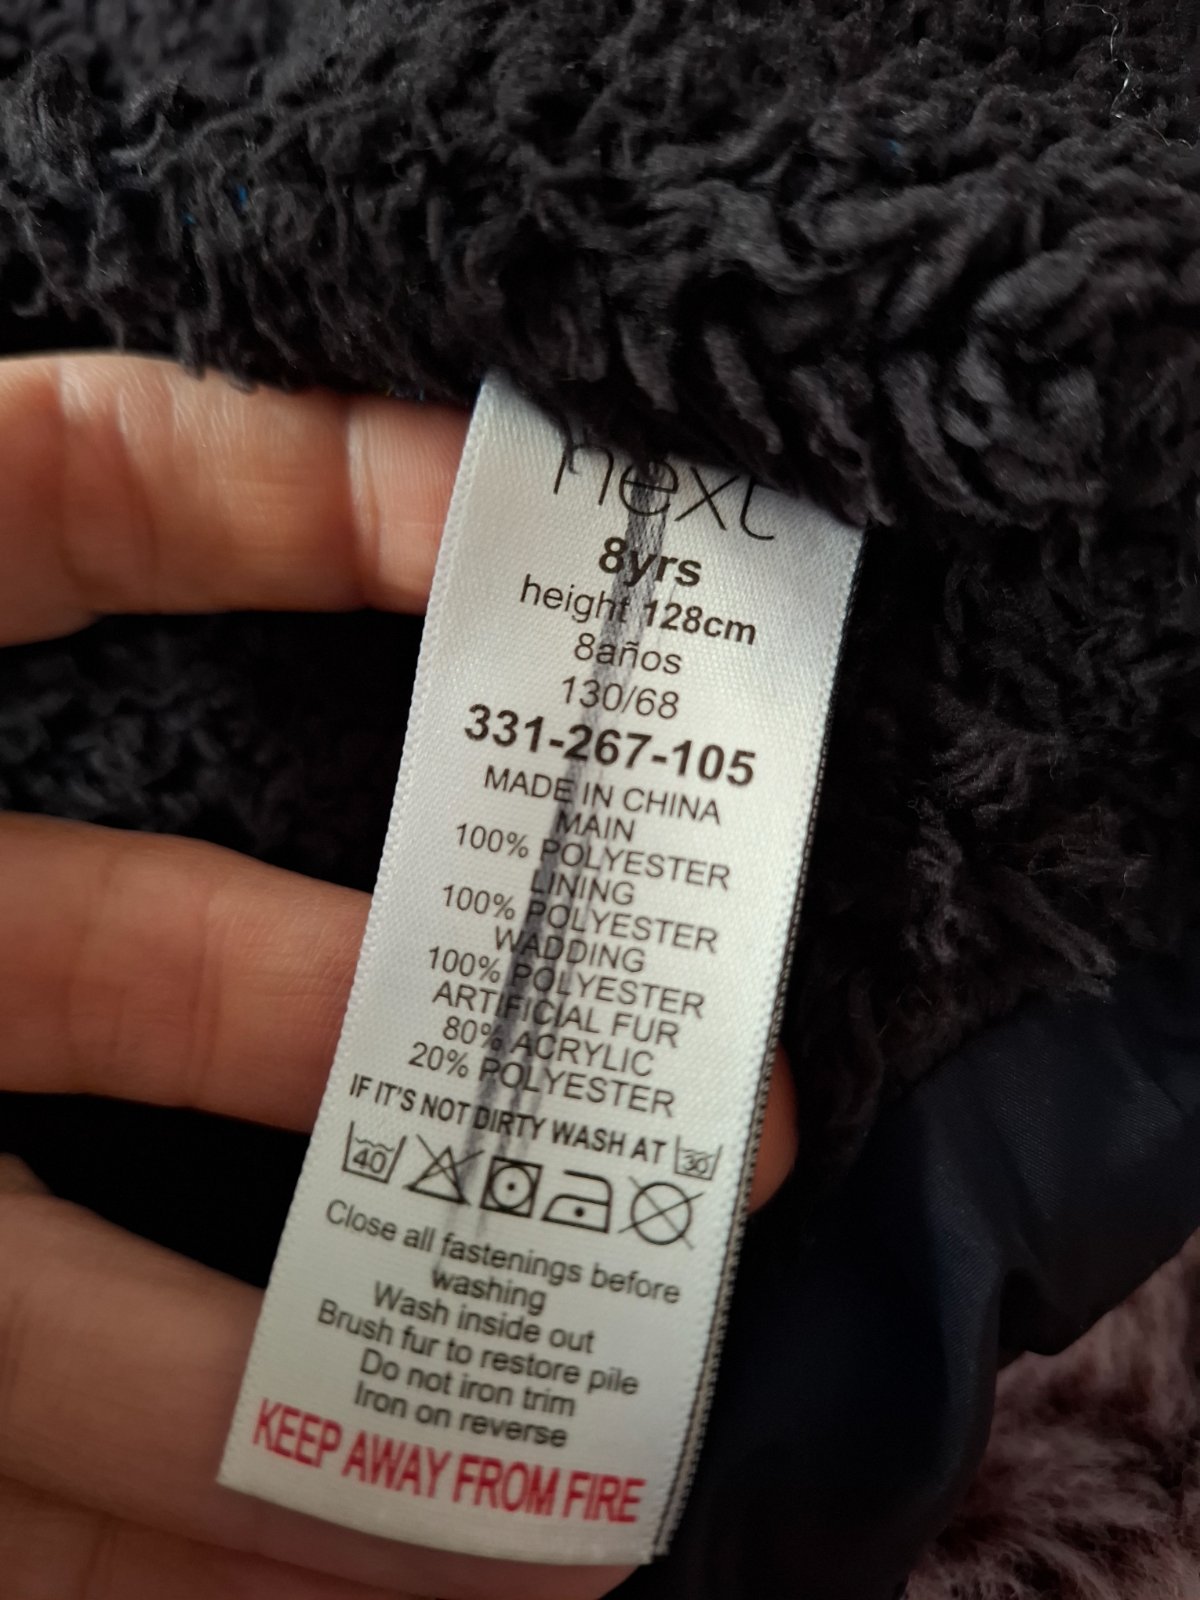 next
8yrs
height 128cm
8años
130/68
331-267-105
MADE IN CHINA
MAIN
100% POLYESTER
LINING
100% POLYESTER
WADDING
100% POLYESTER
ARTIFICIAL FUR
80% ACRYLIC
20% POLYESTER
IF IT'S NOT DIRTY WASH AT 30
40
Close all fastenings before
washing
Wash inside out
Brush fur to restore pile
Do not iron trim
Iron on reverse
KEEP AWAY FROM FIRE